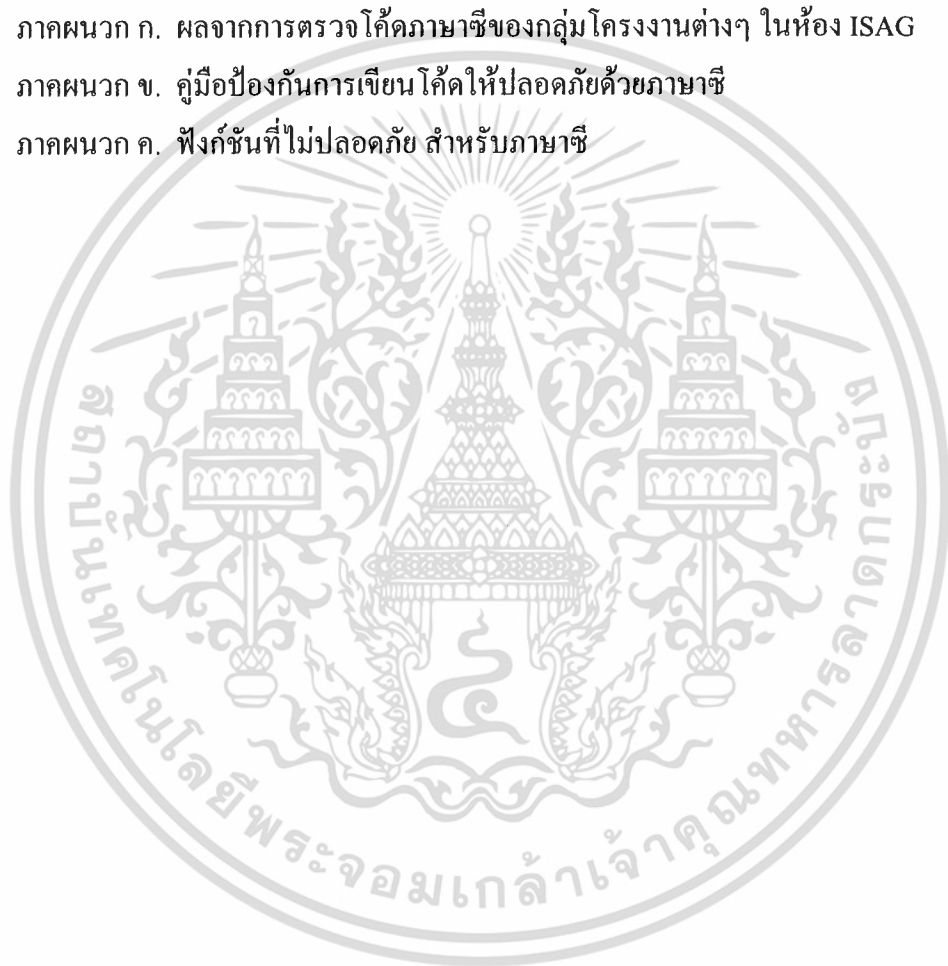 ภาคผนวก ก. ผลจากการตรวจโค้ดภาษาซีของกลุ่มโครงงานต่างๆ ในห้อง ISAG
ภาคผนวก ข. คู่มือป้องกันการเขียนโค้ดให้ปลอดภัยด้วยภาษาซี
ภาคผนวก ค. ฟังก์ชันที่ไม่ปลอดภัย สำหรับภาษาซี
๔
สถาบันเทคโนโลยีพระจอมเกล้าเจ้าคุณทหารลาดกระบัง